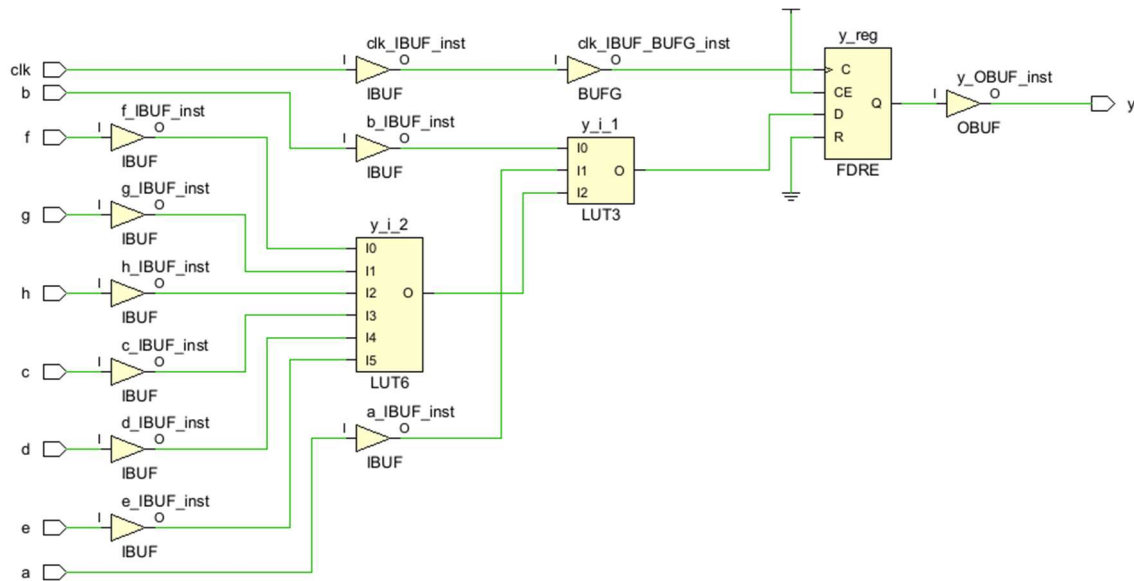 clk
b
f
g
h
c
d
e
a
f_IBUF_inst
I O
IBUF
g_IBUF_inst
I O
IBUF
h_IBUF_inst
I O
IBUF
c_IBUF_inst
I O
IBUF
d_IBUF_inst
I O
IBUF
e_IBUF_inst
I O
IBUF
clk_IBUF_inst
I O
IBUF
b_IBUF_inst
O
IBUF
y_i_2
I0
I1
I2 O
I3
I4
I5
LUT6
a_IBUF_inst
I O
IBUF
clk_IBUF_BUFG_inst
I O
BUFG
y_i_1
I0
I1 O
I2
LUT3
y_reg
C
CE
D
R
Q
FDRE
y_OBUF_inst
I O
OBUF
y